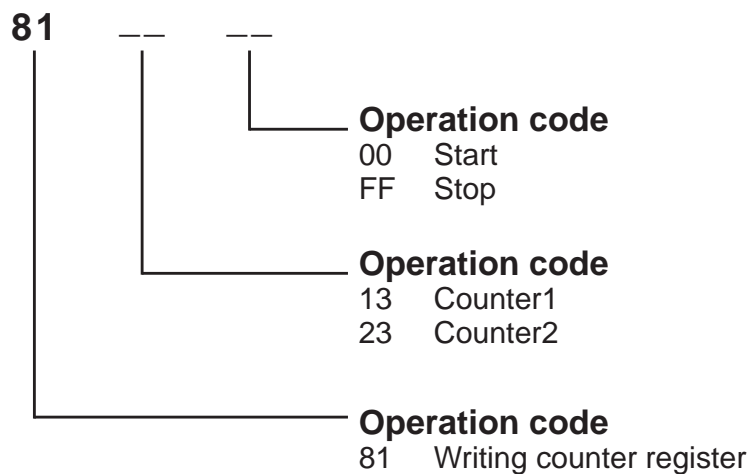 81 __ __
Operation code
00 Start
FF Stop
Operation code
13 Counter1
23 Counter2
Operation code
81 Writing counter register